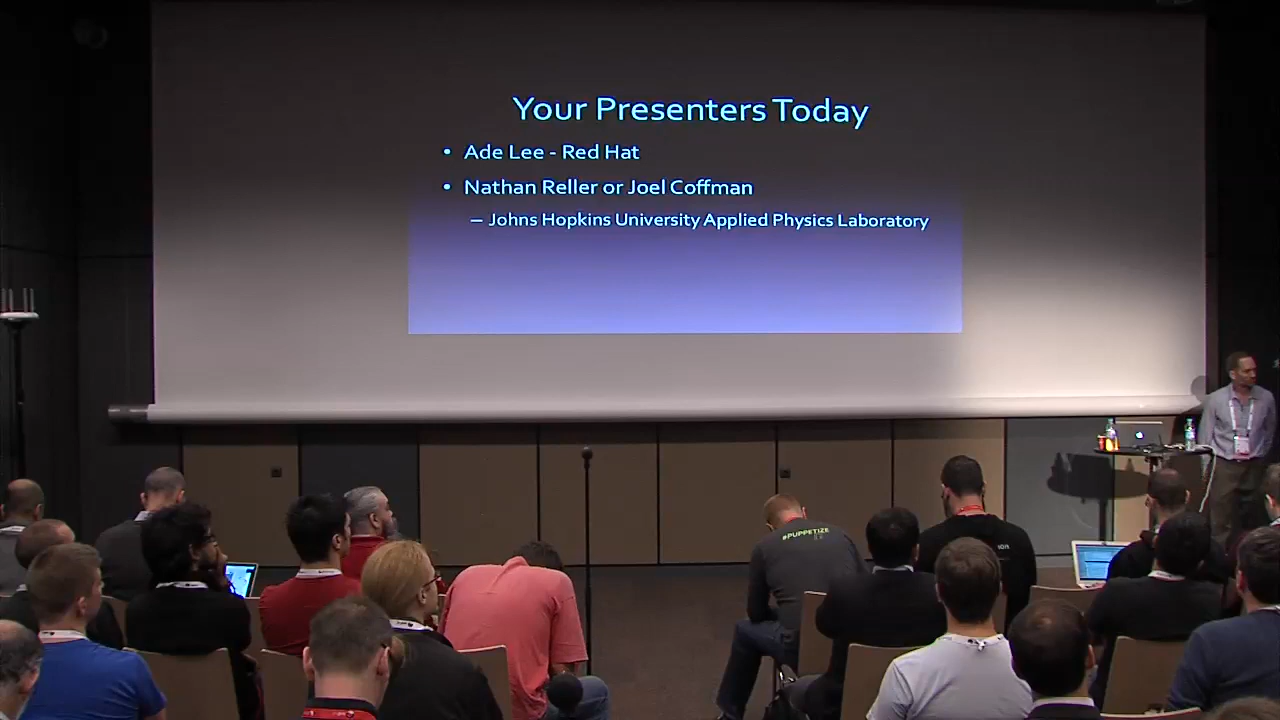 Your Presenters Today
• Ade Lee - Red Hat
• Nathan Reller or Joel Coffman
– Johns Hopkins University Applied Physics Laboratory
#PUPPETIZE